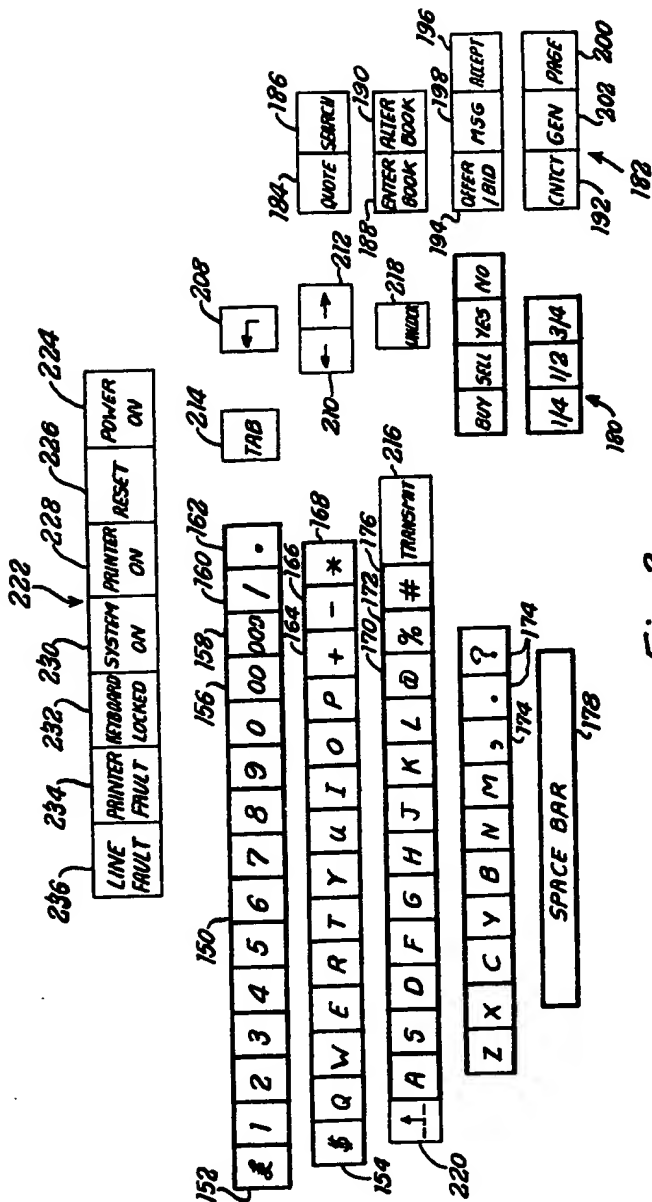 236 234 232 230 222 228 226 224
LINE FAULT PRINTER FAULT KEYBOARD LOCKED SYSTEM ON PRINTER ON RESET POWER ON
152 150 156 158 160 162 214 208 184 186
£ 1 2 3 4 5 6 7 8 9 0 00 000 / . TAB QUOTE SEARCH
154 164 166 168 210 212 188 190
$ Q W E R T Y U I O P + - * ← → ENTER BOOK ALTER BOOK
220 170 172 176 216 218 194 198 196
A S D F G H J K L @ % # TRANSMIT UNLOCK OFFER / BID MSG ACCEPT
Z X C Y B N M , . ? BUY SELL YES NO CNTCT GEN PAGE
174 174 1/4 1/2 3/4 192 202 200
SPACE BAR 180 182
178